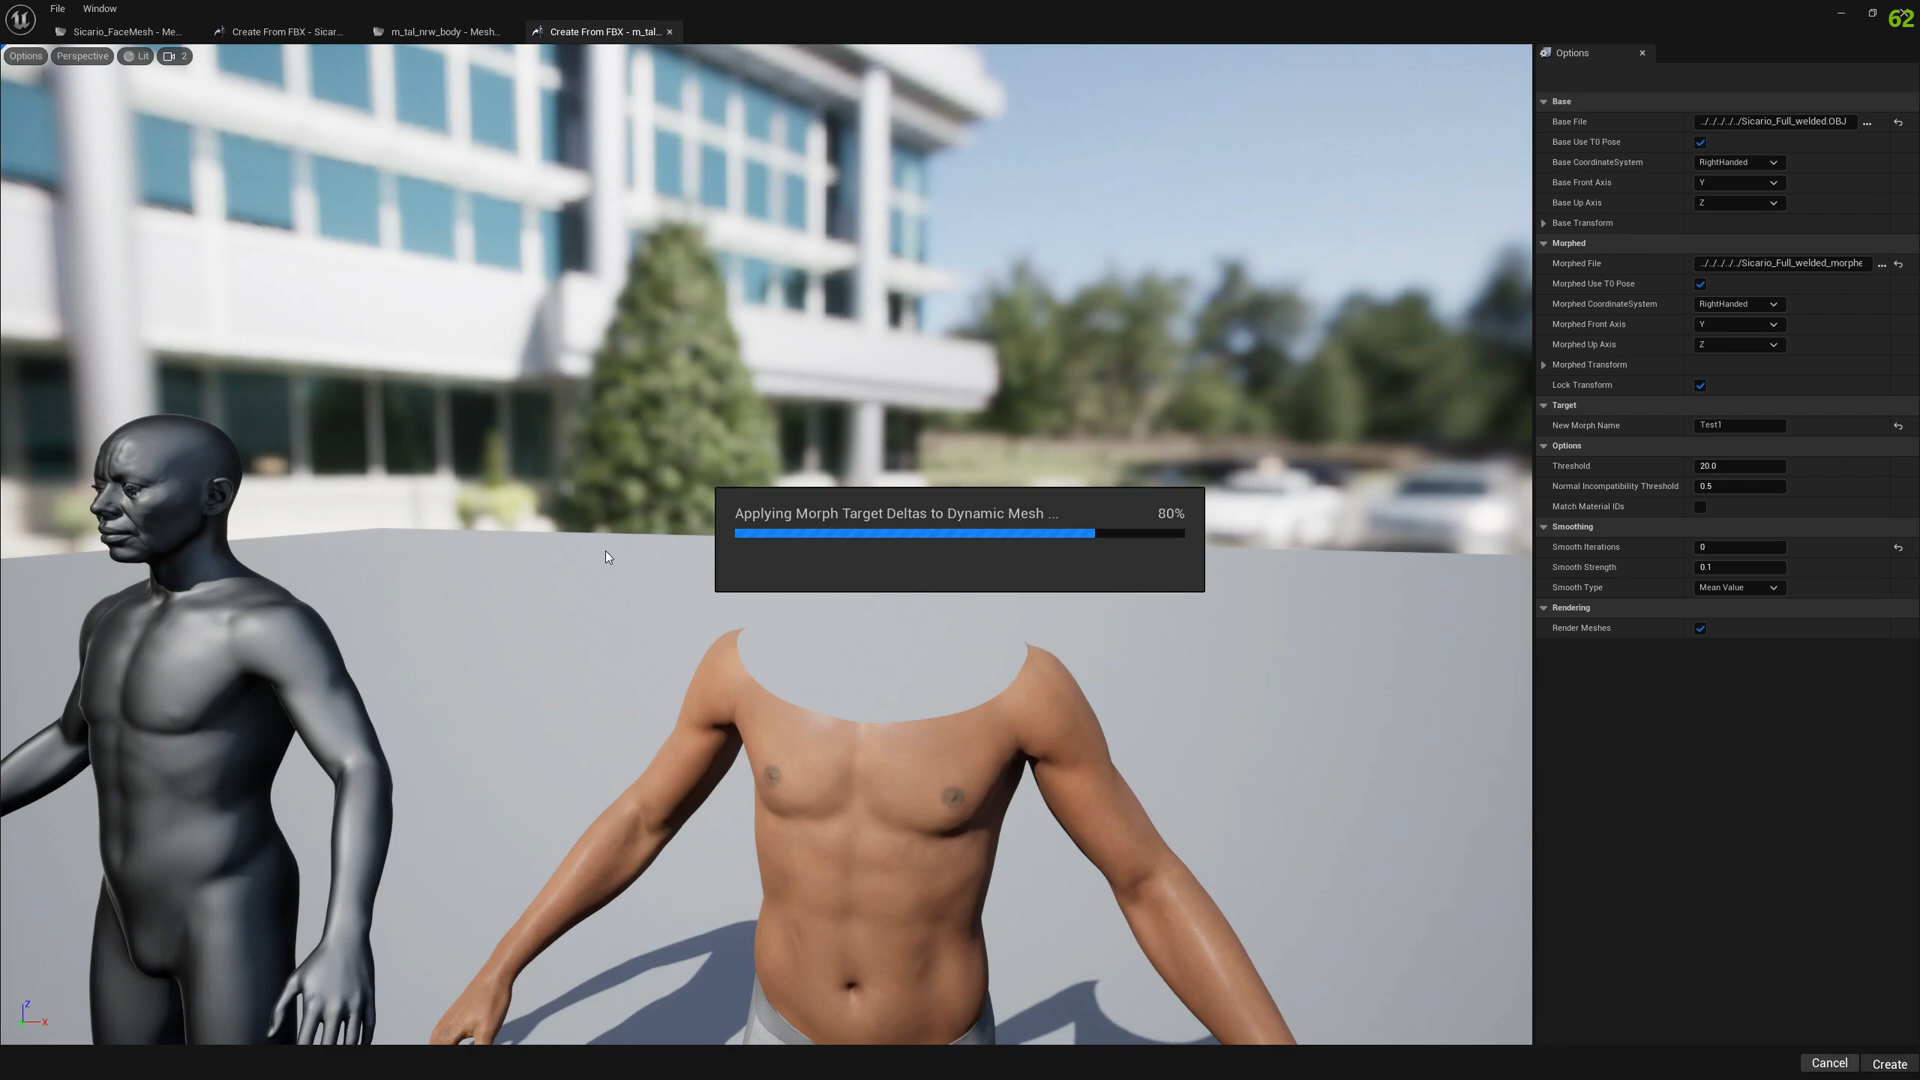 File Window
62
Sicario_FaceMesh - Me...
Create From FBX - Sicar...
m_tal_nrw_body - Mesh...
Create From FBX - m_tal...
Options Perspective Lit 2
Options
Base
Base File ../../../../../Sicario_Full_welded.OBJ ...
Base Use T0 Pose
Base CoordinateSystem RightHanded
Base Front Axis Y
Base Up Axis Z
Base Transform
Morphed
Morphed File ../../../../../Sicario_Full_welded_morphe ...
Morphed Use T0 Pose
Morphed CoordinateSystem RightHanded
Morphed Front Axis Y
Morphed Up Axis Z
Morphed Transform
Lock Transform
Target
New Morph Name Test1
Options
Threshold 20.0
Normal Incompatibility Threshold 0.5
Match Material IDs
Smoothing
Smooth Iterations 0
Smooth Strength 0.1
Smooth Type Mean Value
Rendering
Render Meshes
Applying Morph Target Deltas to Dynamic Mesh ... 80%
Z
X
Cancel Create